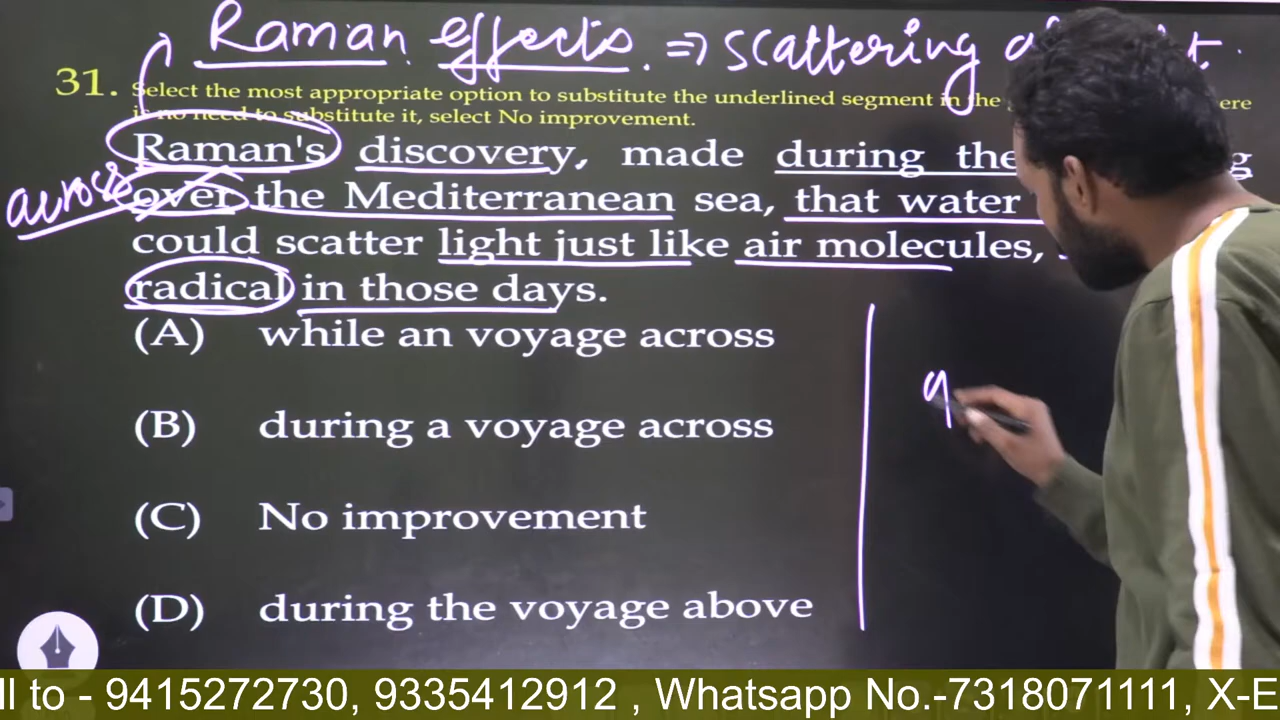 Raman effects. ⇒ scattering
31. Select the most appropriate option to substitute the underlined segment in the
no need to substitute it, select No improvement.
Raman's discovery, made during the
across over the Mediterranean sea, that water
could scatter light just like air molecules,
radical in those days.
(A) while an voyage across
(B) during a voyage across
(C) No improvement
(D) during the voyage above
ll to - 9415272730, 9335412912 , Whatsapp No.-7318071111, X-E